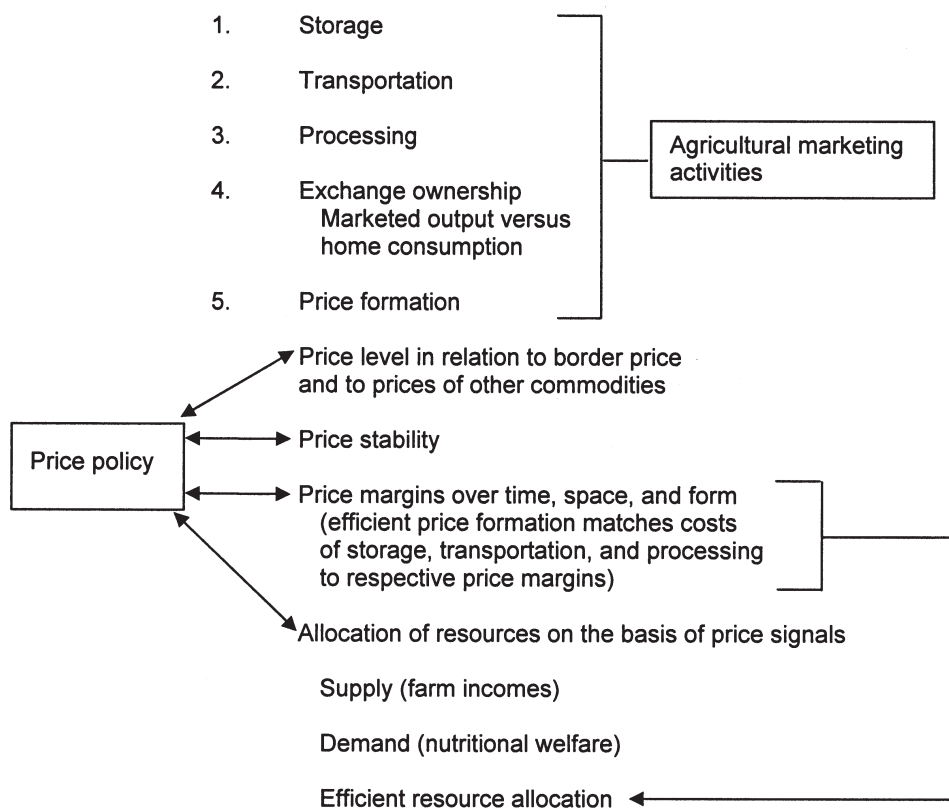 1. Storage
2. Transportation
3. Processing
4. Exchange ownership
Marketed output versus
home consumption
5. Price formation
Agricultural marketing
activities
Price level in relation to border price
and to prices of other commodities
Price policy
Price stability
Price margins over time, space, and form
(efficient price formation matches costs
of storage, transportation, and processing
to respective price margins)
Allocation of resources on the basis of price signals
Supply (farm incomes)
Demand (nutritional welfare)
Efficient resource allocation